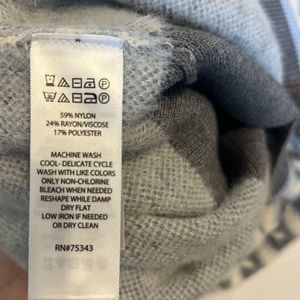 59% NYLON
24% RAYON/VISCOSE
17% POLYESTER
MACHINE WASH
COOL - DELICATE CYCLE
WASH WITH LIKE COLORS
ONLY NON-CHLORINE
BLEACH WHEN NEEDED
RESHAPE WHILE DAMP
DRY FLAT
LOW IRON IF NEEDED
OR DRY CLEAN
RN#75343